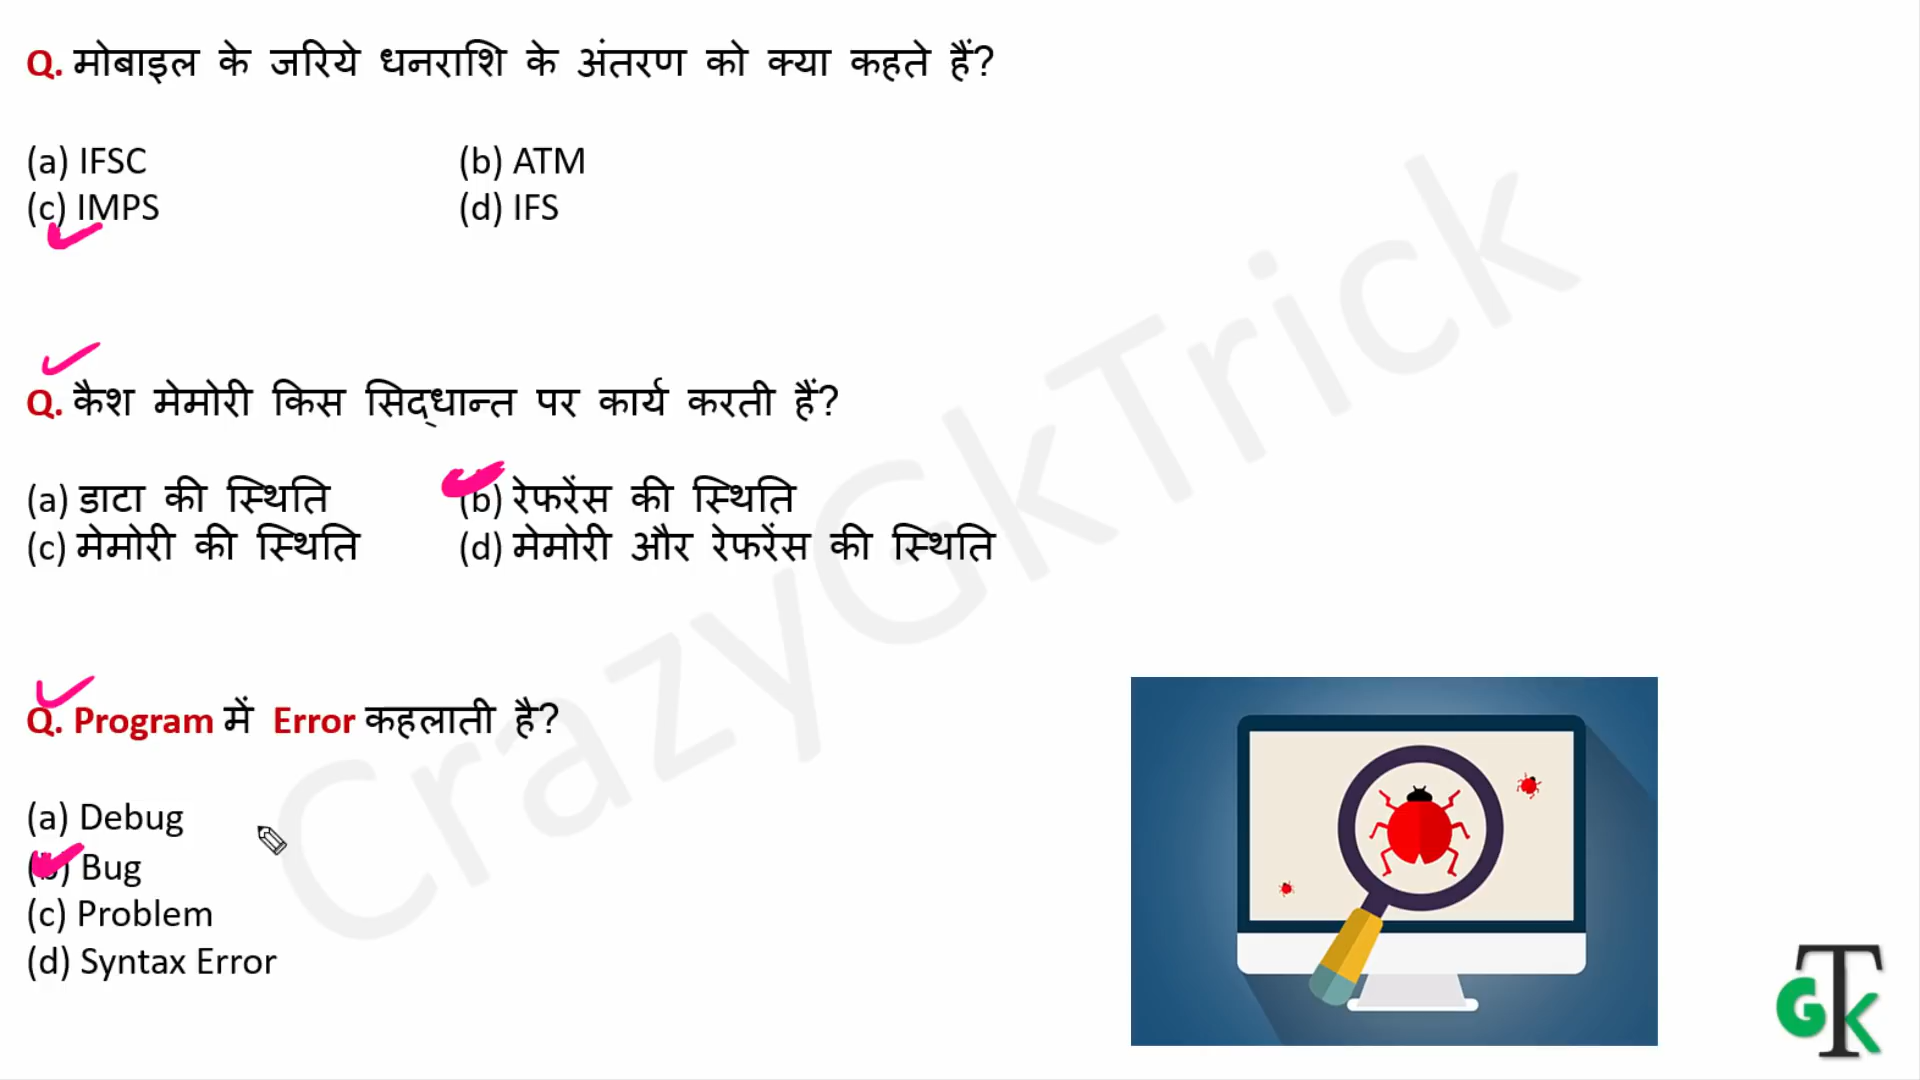 Q. मोबाइल के जरिये धनराशि के अंतरण को क्या कहते हैं?
(a) IFSC (b) ATM
(c) IMPS (d) IFS
Q. कैश मेमोरी किस सिद्धान्त पर कार्य करती हैं?
(a) डाटा की स्थिति (b) रेफरेंस की स्थिति
(c) मेमोरी की स्थिति (d) मेमोरी और रेफरेंस की स्थिति
Q. Program में Error कहलाती है?
(a) Debug
(b) Bug
(c) Problem
(d) Syntax Error
CrazyGkTrick
GTK